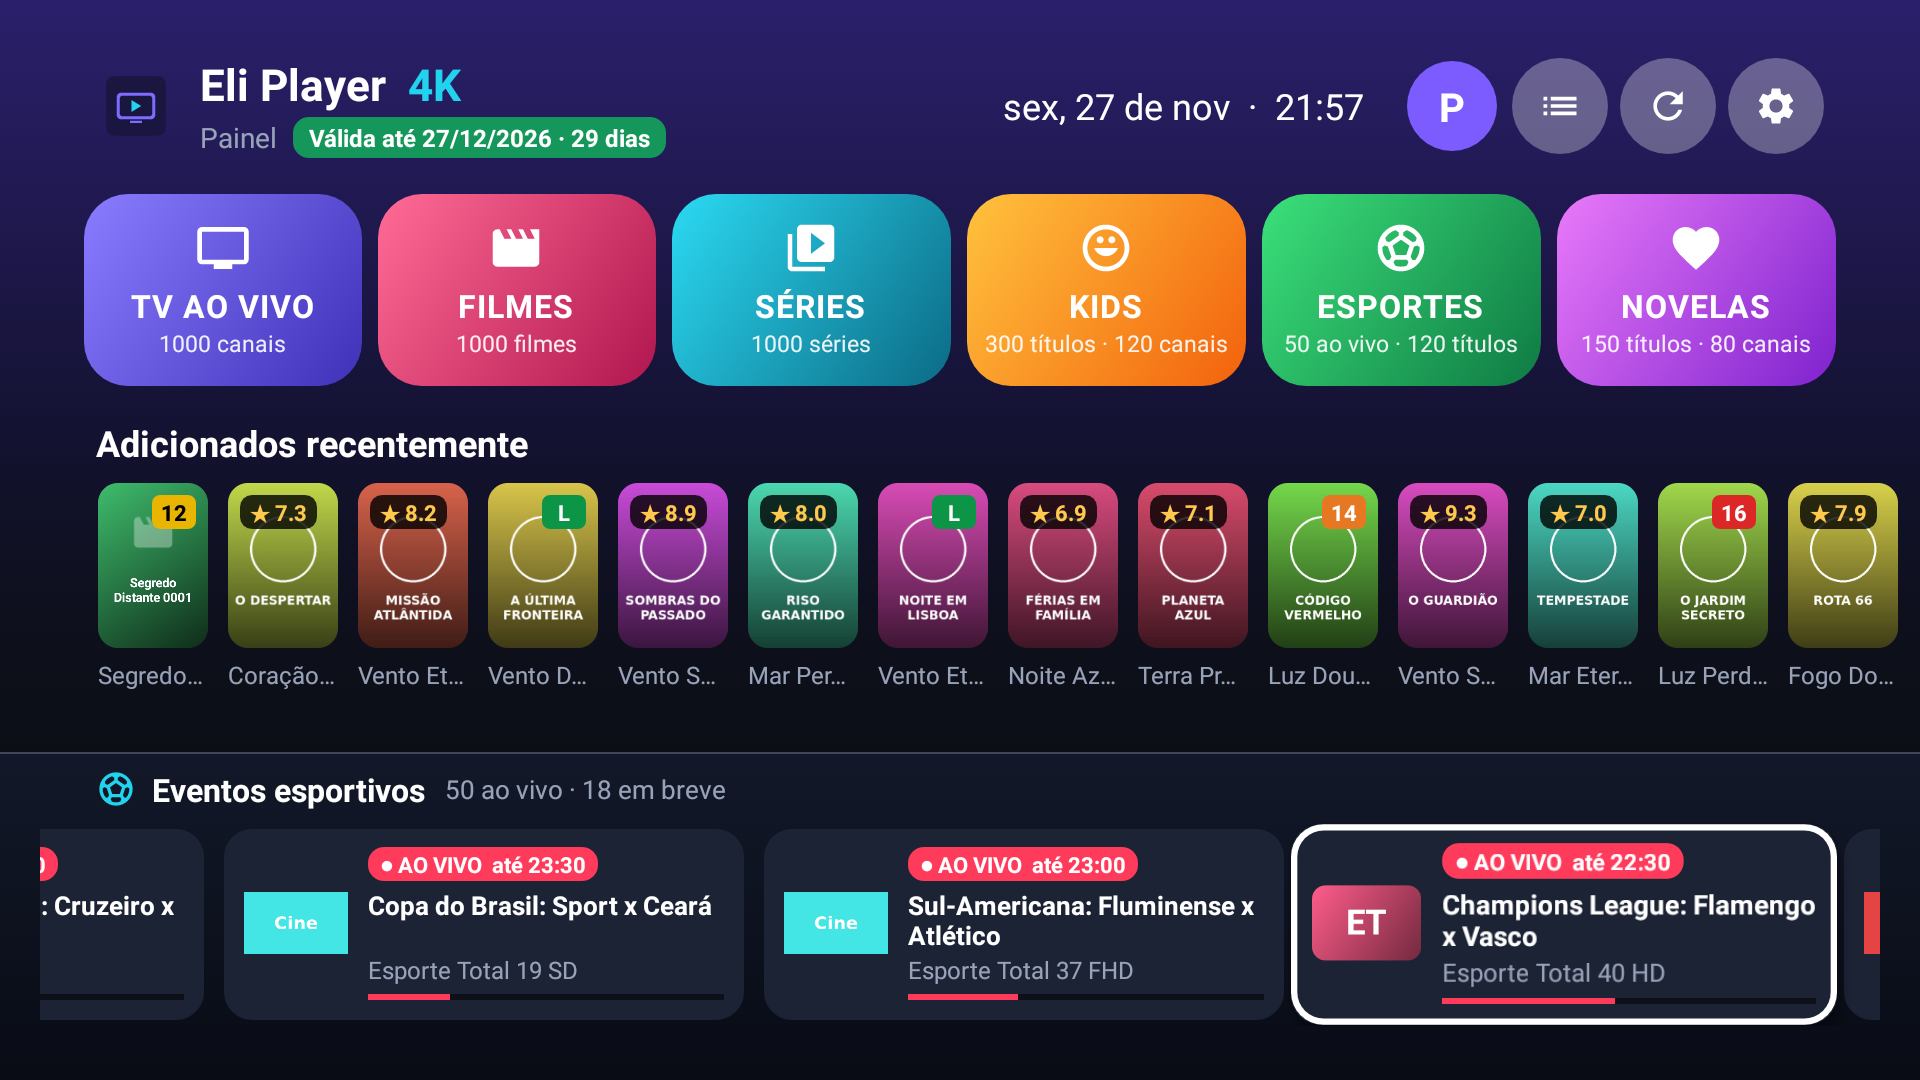 Eli Player 4K
Painel
Válida até 27/12/2026 · 29 dias
sex, 27 de nov · 21:57
P
TV AO VIVO
1000 canais
FILMES
1000 filmes
SÉRIES
1000 séries
KIDS
300 títulos · 120 canais
ESPORTES
50 ao vivo · 120 títulos
NOVELAS
150 títulos · 80 canais
Adicionados recentemente
12
Segredo
Distante 0001
Segredo...
★ 7.3
O DESPERTAR
Coração...
★ 8.2
MISSÃO
ATLÂNTIDA
Vento Et...
L
A ÚLTIMA
FRONTEIRA
Vento D...
★ 8.9
SOMBRAS DO
PASSADO
Vento S...
★ 8.0
RISO
GARANTIDO
Mar Per...
L
NOITE EM
LISBOA
Vento Et...
★ 6.9
FÉRIAS EM
FAMÍLIA
Noite Az...
★ 7.1
PLANETA
AZUL
Terra Pr...
14
CÓDIGO
VERMELHO
Luz Dou...
★ 9.3
O GUARDIÃO
Vento S...
★ 7.0
TEMPESTADE
Mar Eter...
16
O JARDIM
SECRETO
Luz Perd...
★ 7.9
ROTA 66
Fogo Do...
Eventos esportivos
50 ao vivo · 18 em breve
: Cruzeiro x
Cine
● AO VIVO até 23:30
Copa do Brasil: Sport x Ceará
Esporte Total 19 SD
Cine
● AO VIVO até 23:00
Sul-Americana: Fluminense x
Atlético
Esporte Total 37 FHD
ET
● AO VIVO até 22:30
Champions League: Flamengo
x Vasco
Esporte Total 40 HD